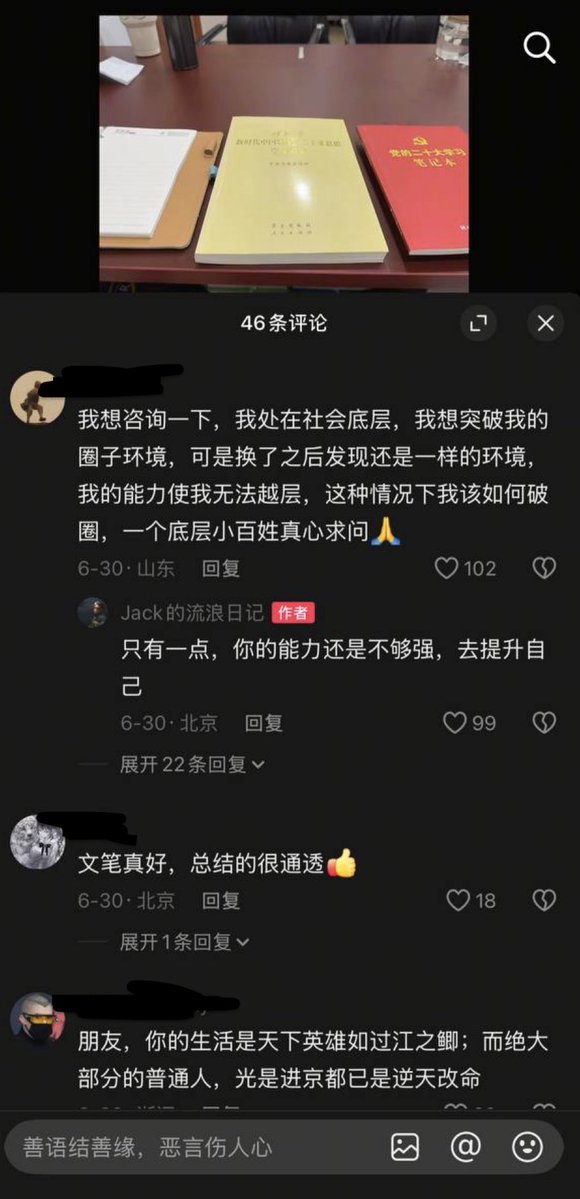 党的二十大学习
笔记本
46条评论
我想咨询一下，我处在社会底层，我想突破我的
圈子环境，可是换了之后发现还是一样的环境，
我的能力使我无法越层，这种情况下我该如何破
圈，一个底层小百姓真心求问🙏
6-30·山东 回复 102
Jack的流浪日记 作者
只有一点，你的能力还是不够强，去提升自
己
6-30·北京 回复 99
展开22条回复
文笔真好，总结的很通透👍
6-30·北京 回复 18
展开1条回复
朋友，你的生活是天下英雄如过江之鲫；而绝大
部分的普通人，光是进京都已是逆天改命
善语结善缘，恶言伤人心